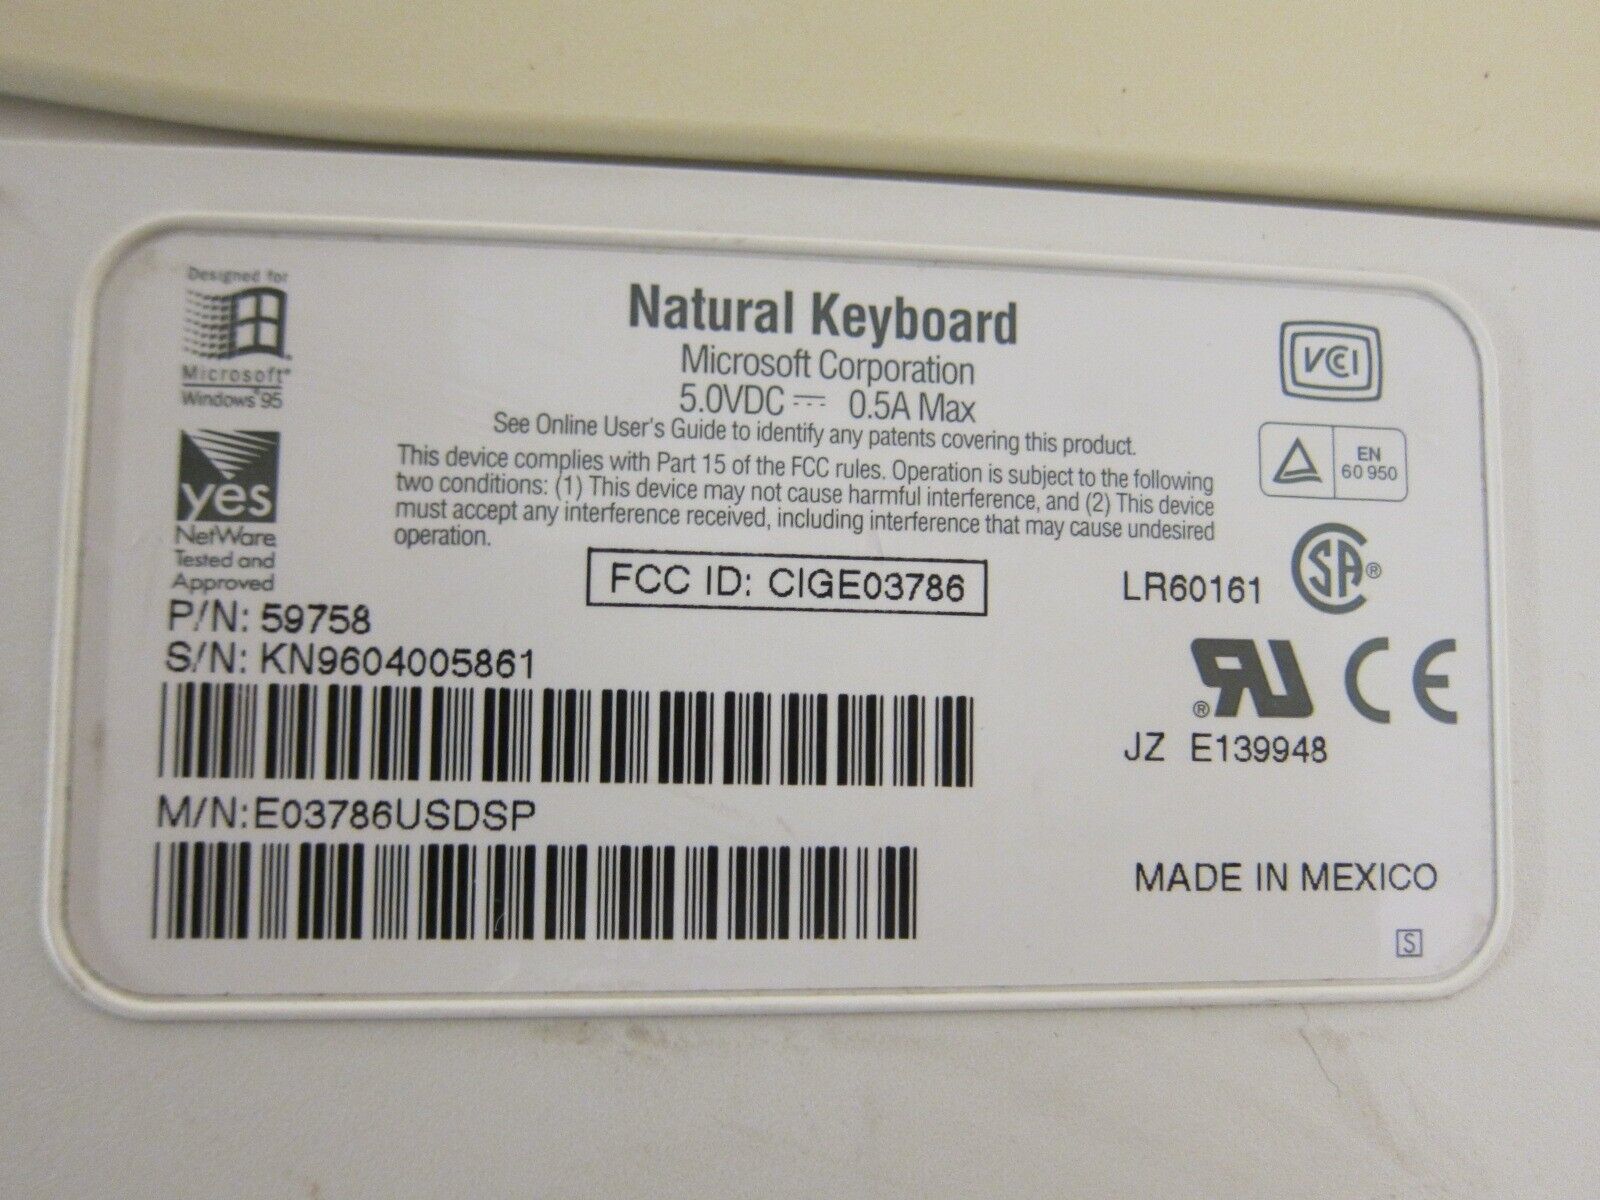 Designed for
Microsoft®
Windows®95
yes
NetWare
Tested and
Approved
Natural Keyboard
Microsoft Corporation
5.0VDC ⎓ 0.5A Max
See Online User's Guide to identify any patents covering this product.
This device complies with Part 15 of the FCC rules. Operation is subject to the following
two conditions: (1) This device may not cause harmful interference, and (2) This device
must accept any interference received, including interference that may cause undesired
operation.
FCC ID: CIGE03786
P/N: 59758
S/N: KN9604005861
M/N:E03786USDSP
VCCI
EN
60 950
LR60161
SA®
®RU CE
JZ E139948
MADE IN MEXICO
S